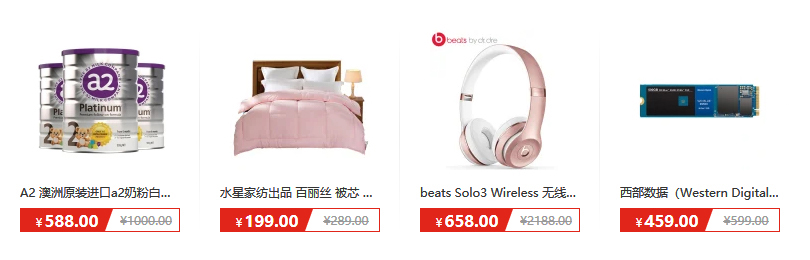 beats by dr.dre
a2
Platinum
2
2
A2 澳洲原装进口a2奶粉白...
水星家纺出品 百丽丝 被芯 ...
beats Solo3 Wireless 无线...
西部数据（Western Digital...
¥588.00 ¥1000.00
¥199.00 ¥289.00
¥658.00 ¥2188.00
¥459.00 ¥599.00